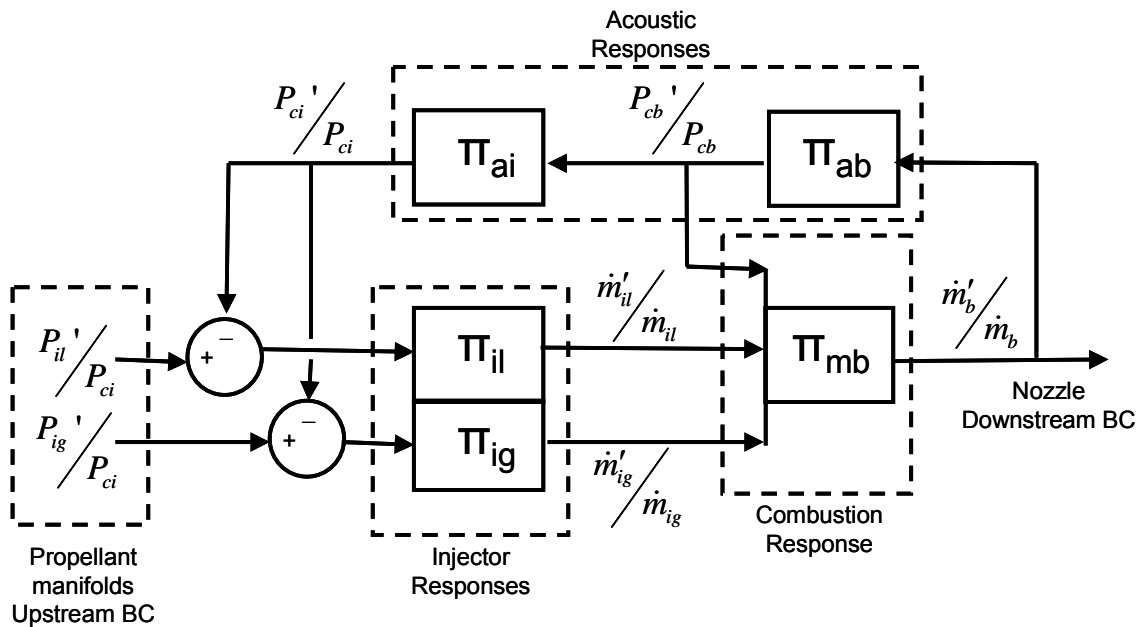 Acoustic
Responses
P_ci'/P_ci
P_cb'/P_cb
π_ai
π_ab
P_il'/P_ci
+ −
π_il
ṁ'_il/ṁ_il
π_mb
ṁ'_b/ṁ_b
P_ig'/P_ci
+ −
π_ig
ṁ'_ig/ṁ_ig
Nozzle
Downstream BC
Propellant
manifolds
Upstream BC
Injector
Responses
Combustion
Response